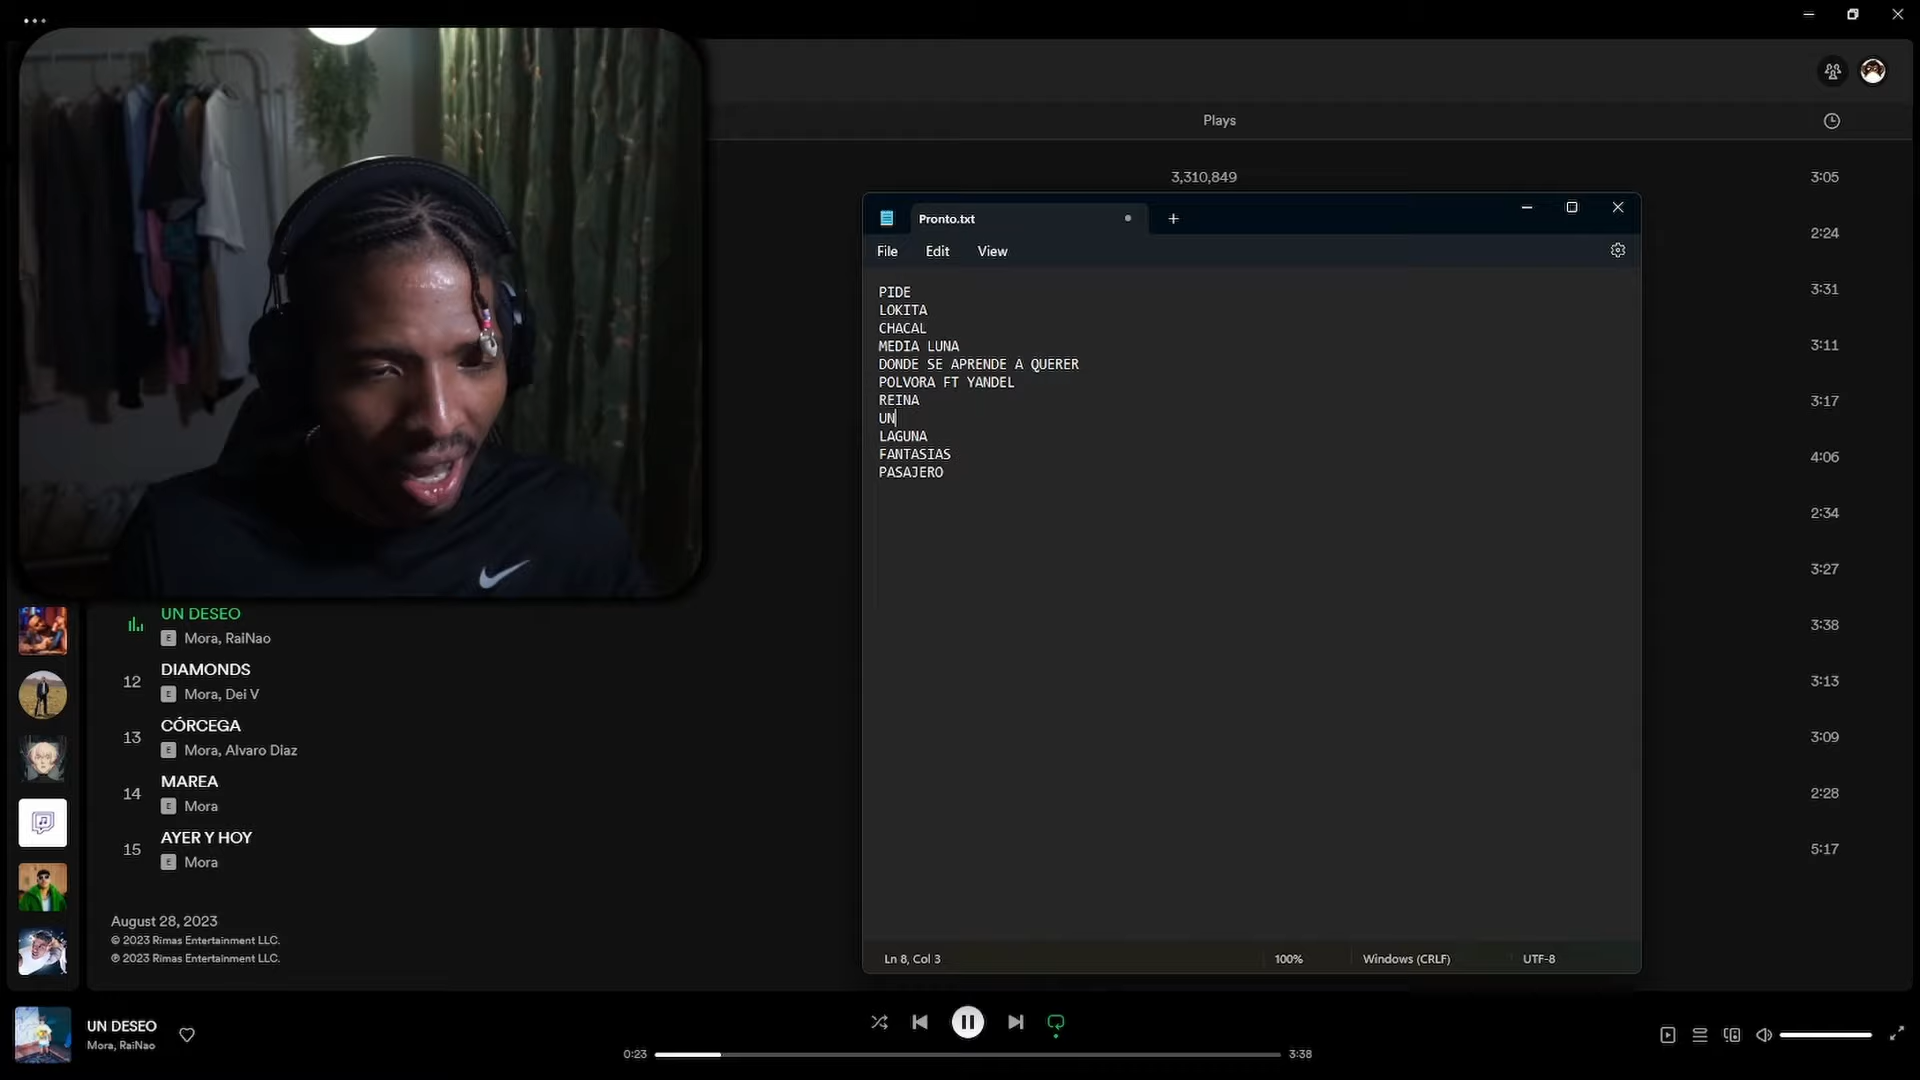 Plays
3,310,849
3:05
2:24
3:31
3:11
3:17
4:06
2:34
3:27
Pronto.txt
File Edit View
PIDE
LOKITA
CHACAL
MEDIA LUNA
DONDE SE APRENDE A QUERER
POLVORA FT YANDEL
REINA
UN
LAGUNA
FANTASIAS
PASAJERO
Ln 8, Col 3 100% Windows (CRLF) UTF-8
UN DESEO
E Mora, RaiNao 3:38
12 DIAMONDS
E Mora, Dei V 3:13
13 CÓRCEGA
E Mora, Alvaro Diaz 3:09
14 MAREA
E Mora 2:28
15 AYER Y HOY
E Mora 5:17
August 28, 2023
© 2023 Rimas Entertainment LLC.
℗ 2023 Rimas Entertainment LLC.
UN DESEO
Mora, RaiNao
0:23 3:38